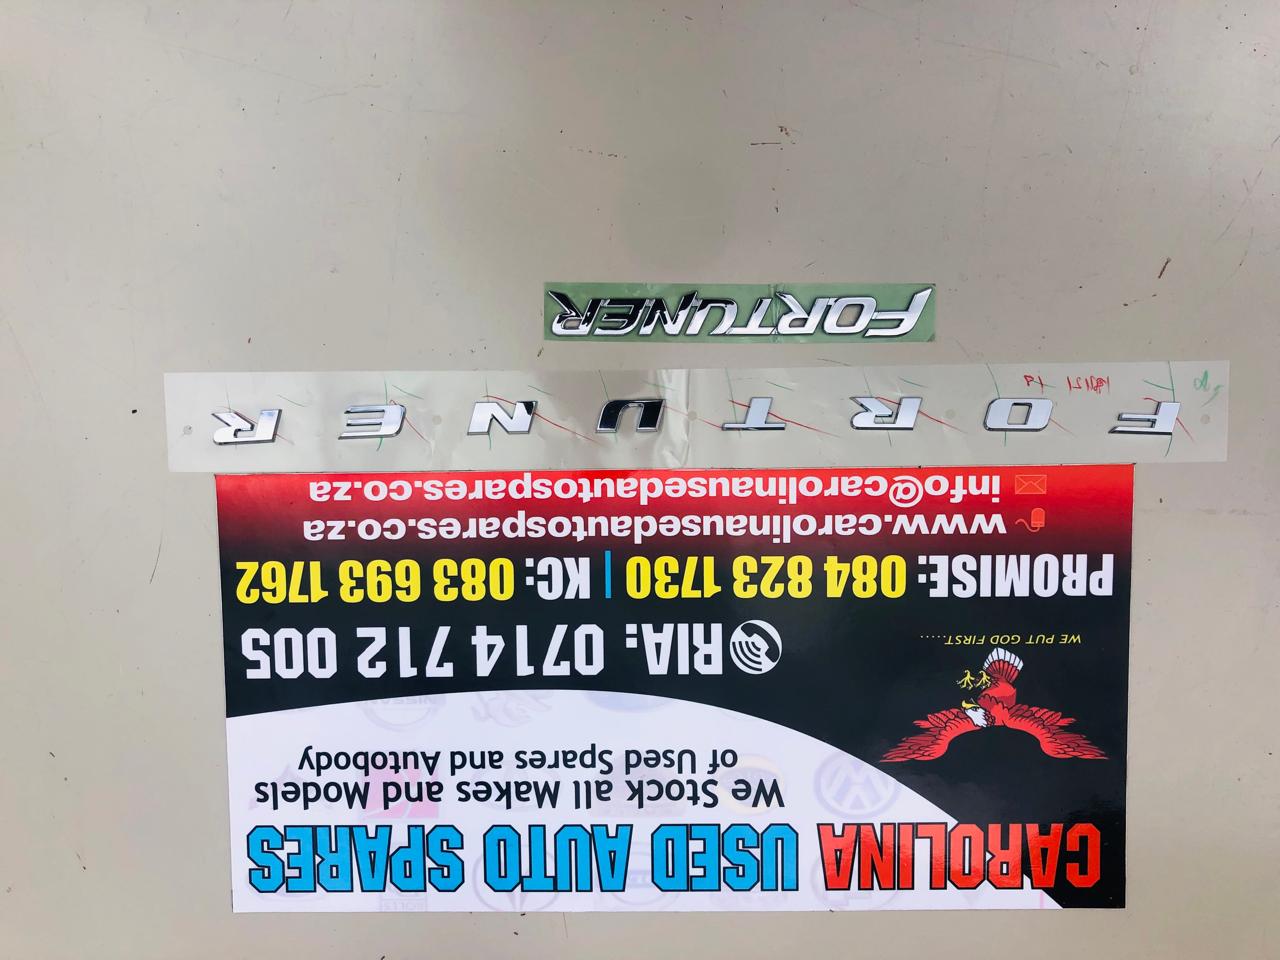 CAROLINA USED AUTO SPARES
We Stock all Makes and Models
of Used Spares and Autobody
WE PUT GOD FIRST.....
RIA: 0714 712 005
PROMISE: 084 823 1730 | KC: 083 693 1762
www.carolinausedautospares.co.za
info@carolinausedautospares.co.za
F O R T U N E R
FORTUNER